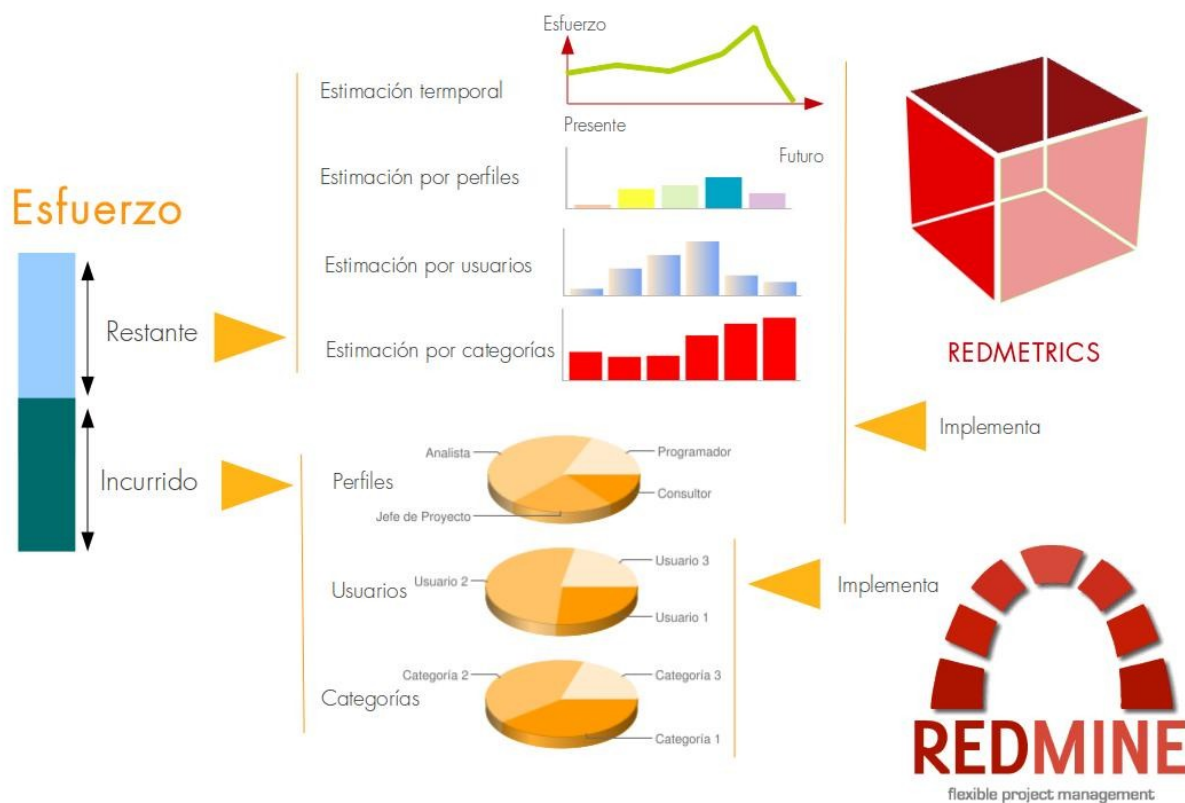 Esfuerzo
Restante
Incurrido
Estimación termporal
Esfuerzo
Presente
Futuro
Estimación por perfiles
Estimación por usuarios
Estimación por categorías
Perfiles
Analista
Programador
Consultor
Jefe de Proyecto
Usuarios
Usuario 2
Usuario 3
Usuario 1
Categorías
Categoría 2
Categoría 3
Categoría 1
REDMETRICS
Implementa
Implementa
REDMINE
flexible project management